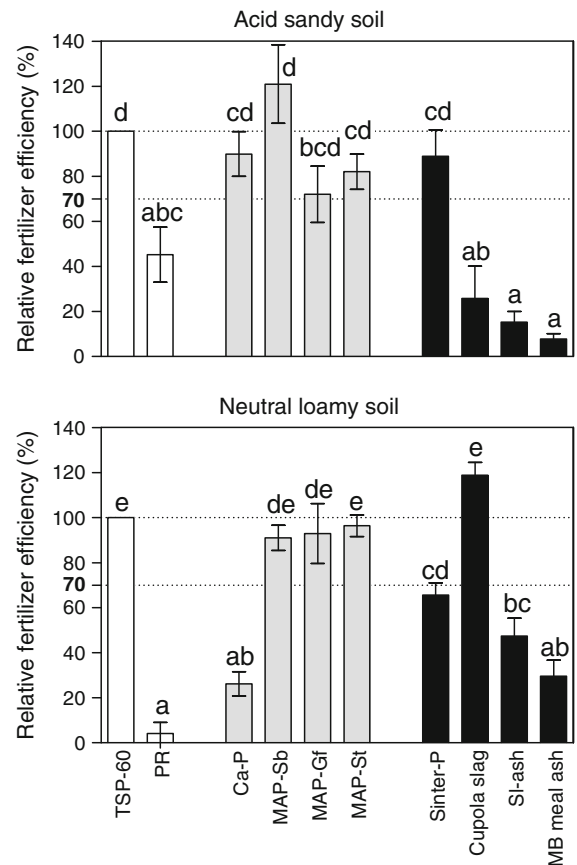 Acid sandy soil
Relative fertilizer efficiency (%)
140
120
100
80
70
60
40
20
0
d
abc
cd
d
bcd
cd
cd
ab
a
a
Neutral loamy soil
Relative fertilizer efficiency (%)
140
120
100
80
70
60
40
20
0
e
a
ab
de
de
e
cd
e
bc
ab
TSP-60
PR
Ca-P
MAP-Sb
MAP-Gf
MAP-St
Sinter-P
Cupola slag
Sl-ash
MB meal ash